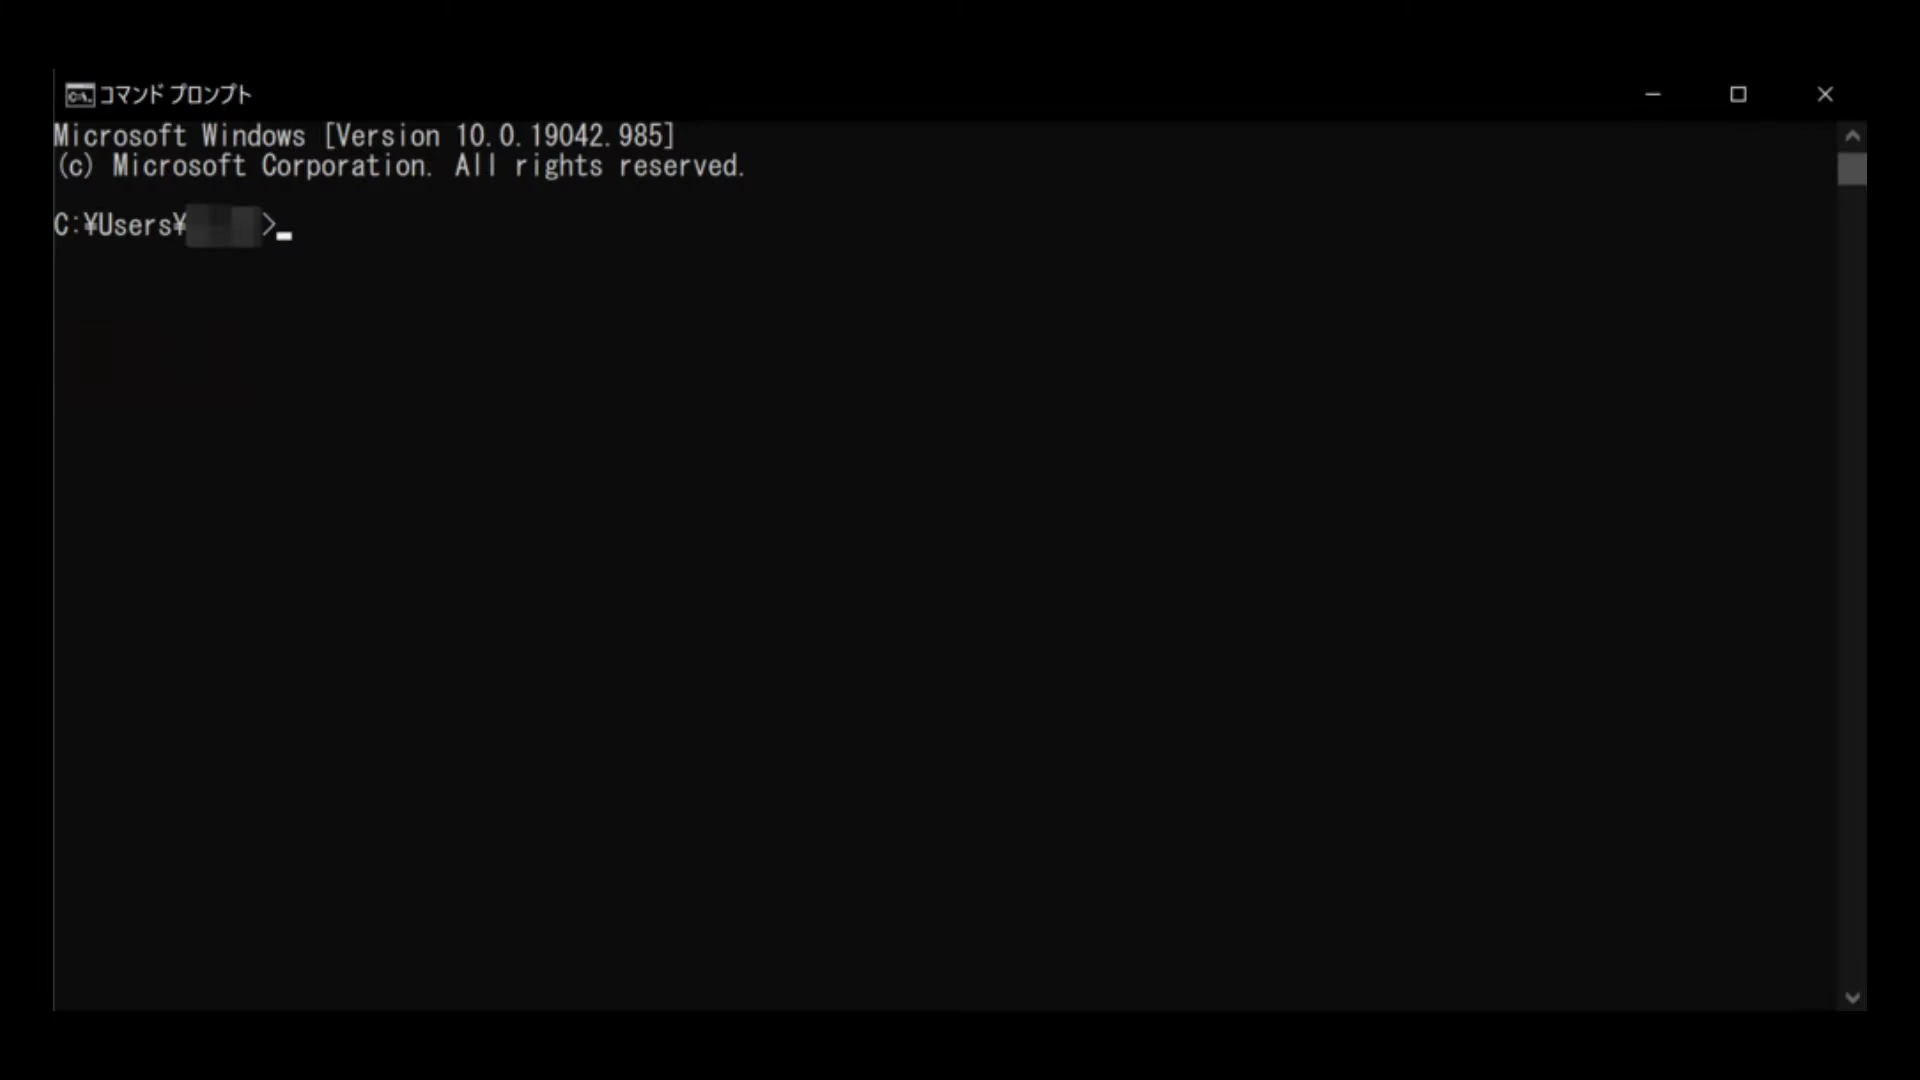 コマンド プロンプト
Microsoft Windows [Version 10.0.19042.985]
(c) Microsoft Corporation. All rights reserved.
C:¥Users¥ >